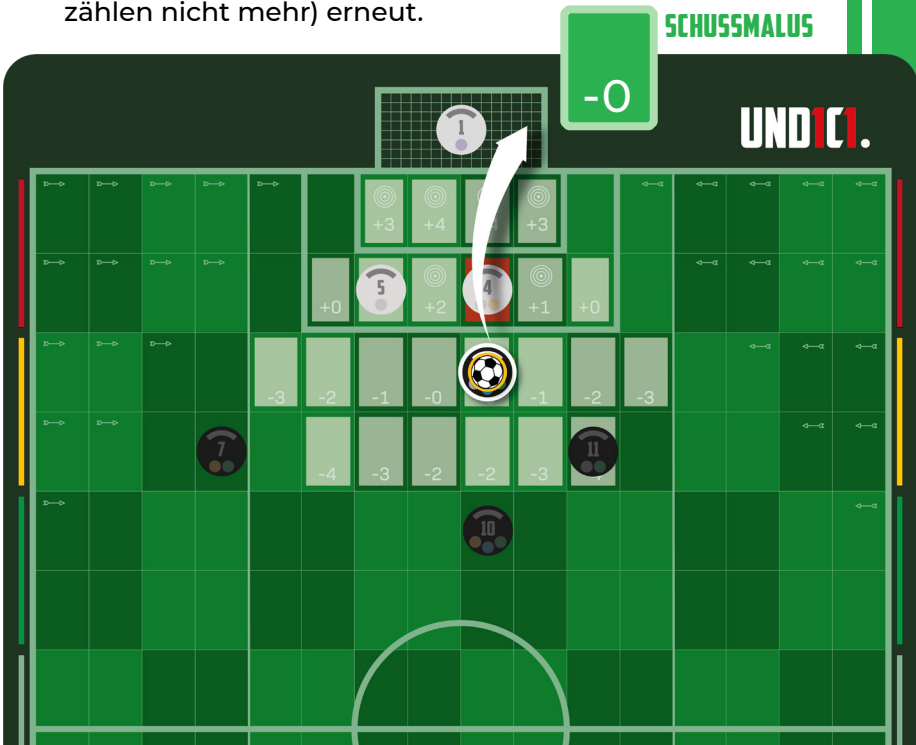 zählen nicht mehr) erneut.
SCHUSSMALUS
-0
UND1C1.
1
+3 +4 +3
5 4
+0 +2 +1 +0
-3 -2 -1 -0 -1 -2 -3
7 11
-4 -3 -2 -2 -3
10